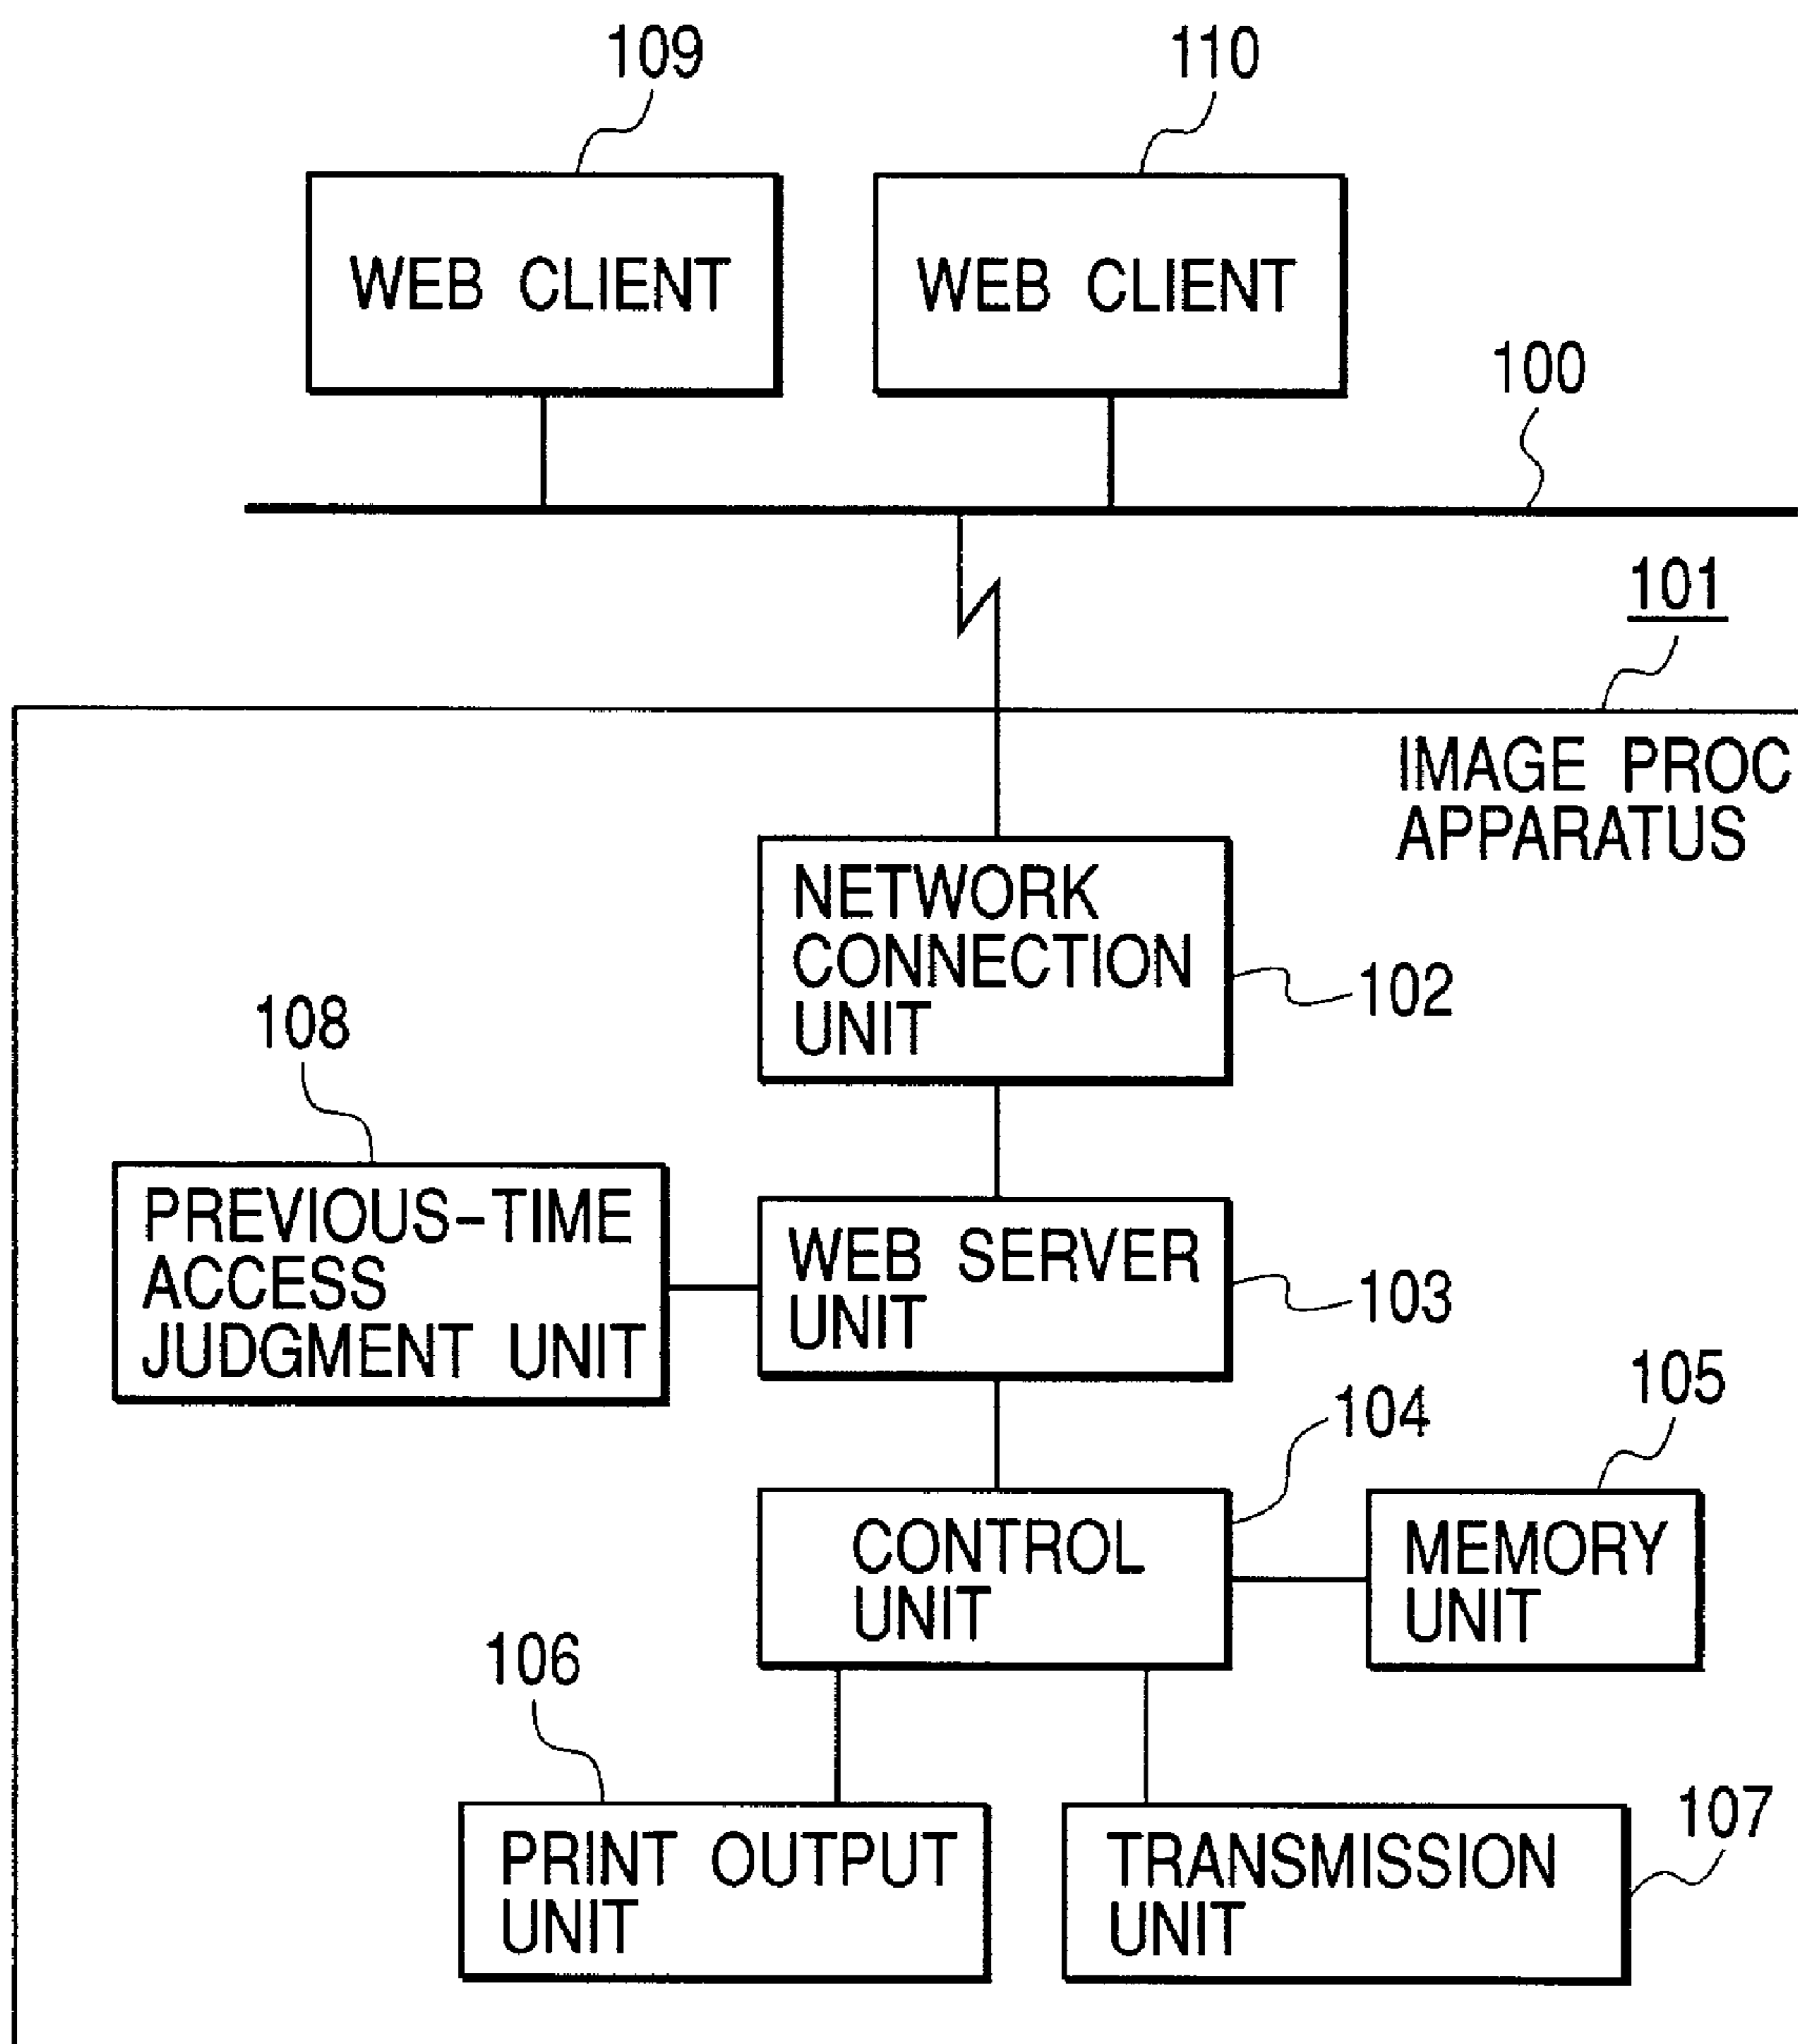 109
110
WEB CLIENT
WEB CLIENT
100
101
IMAGE PROC
APPARATUS
NETWORK
CONNECTION
UNIT
102
108
PREVIOUS-TIME
ACCESS
JUDGMENT UNIT
WEB SERVER
UNIT
103
104
105
CONTROL
UNIT
MEMORY
UNIT
106
107
PRINT OUTPUT
UNIT
TRANSMISSION
UNIT